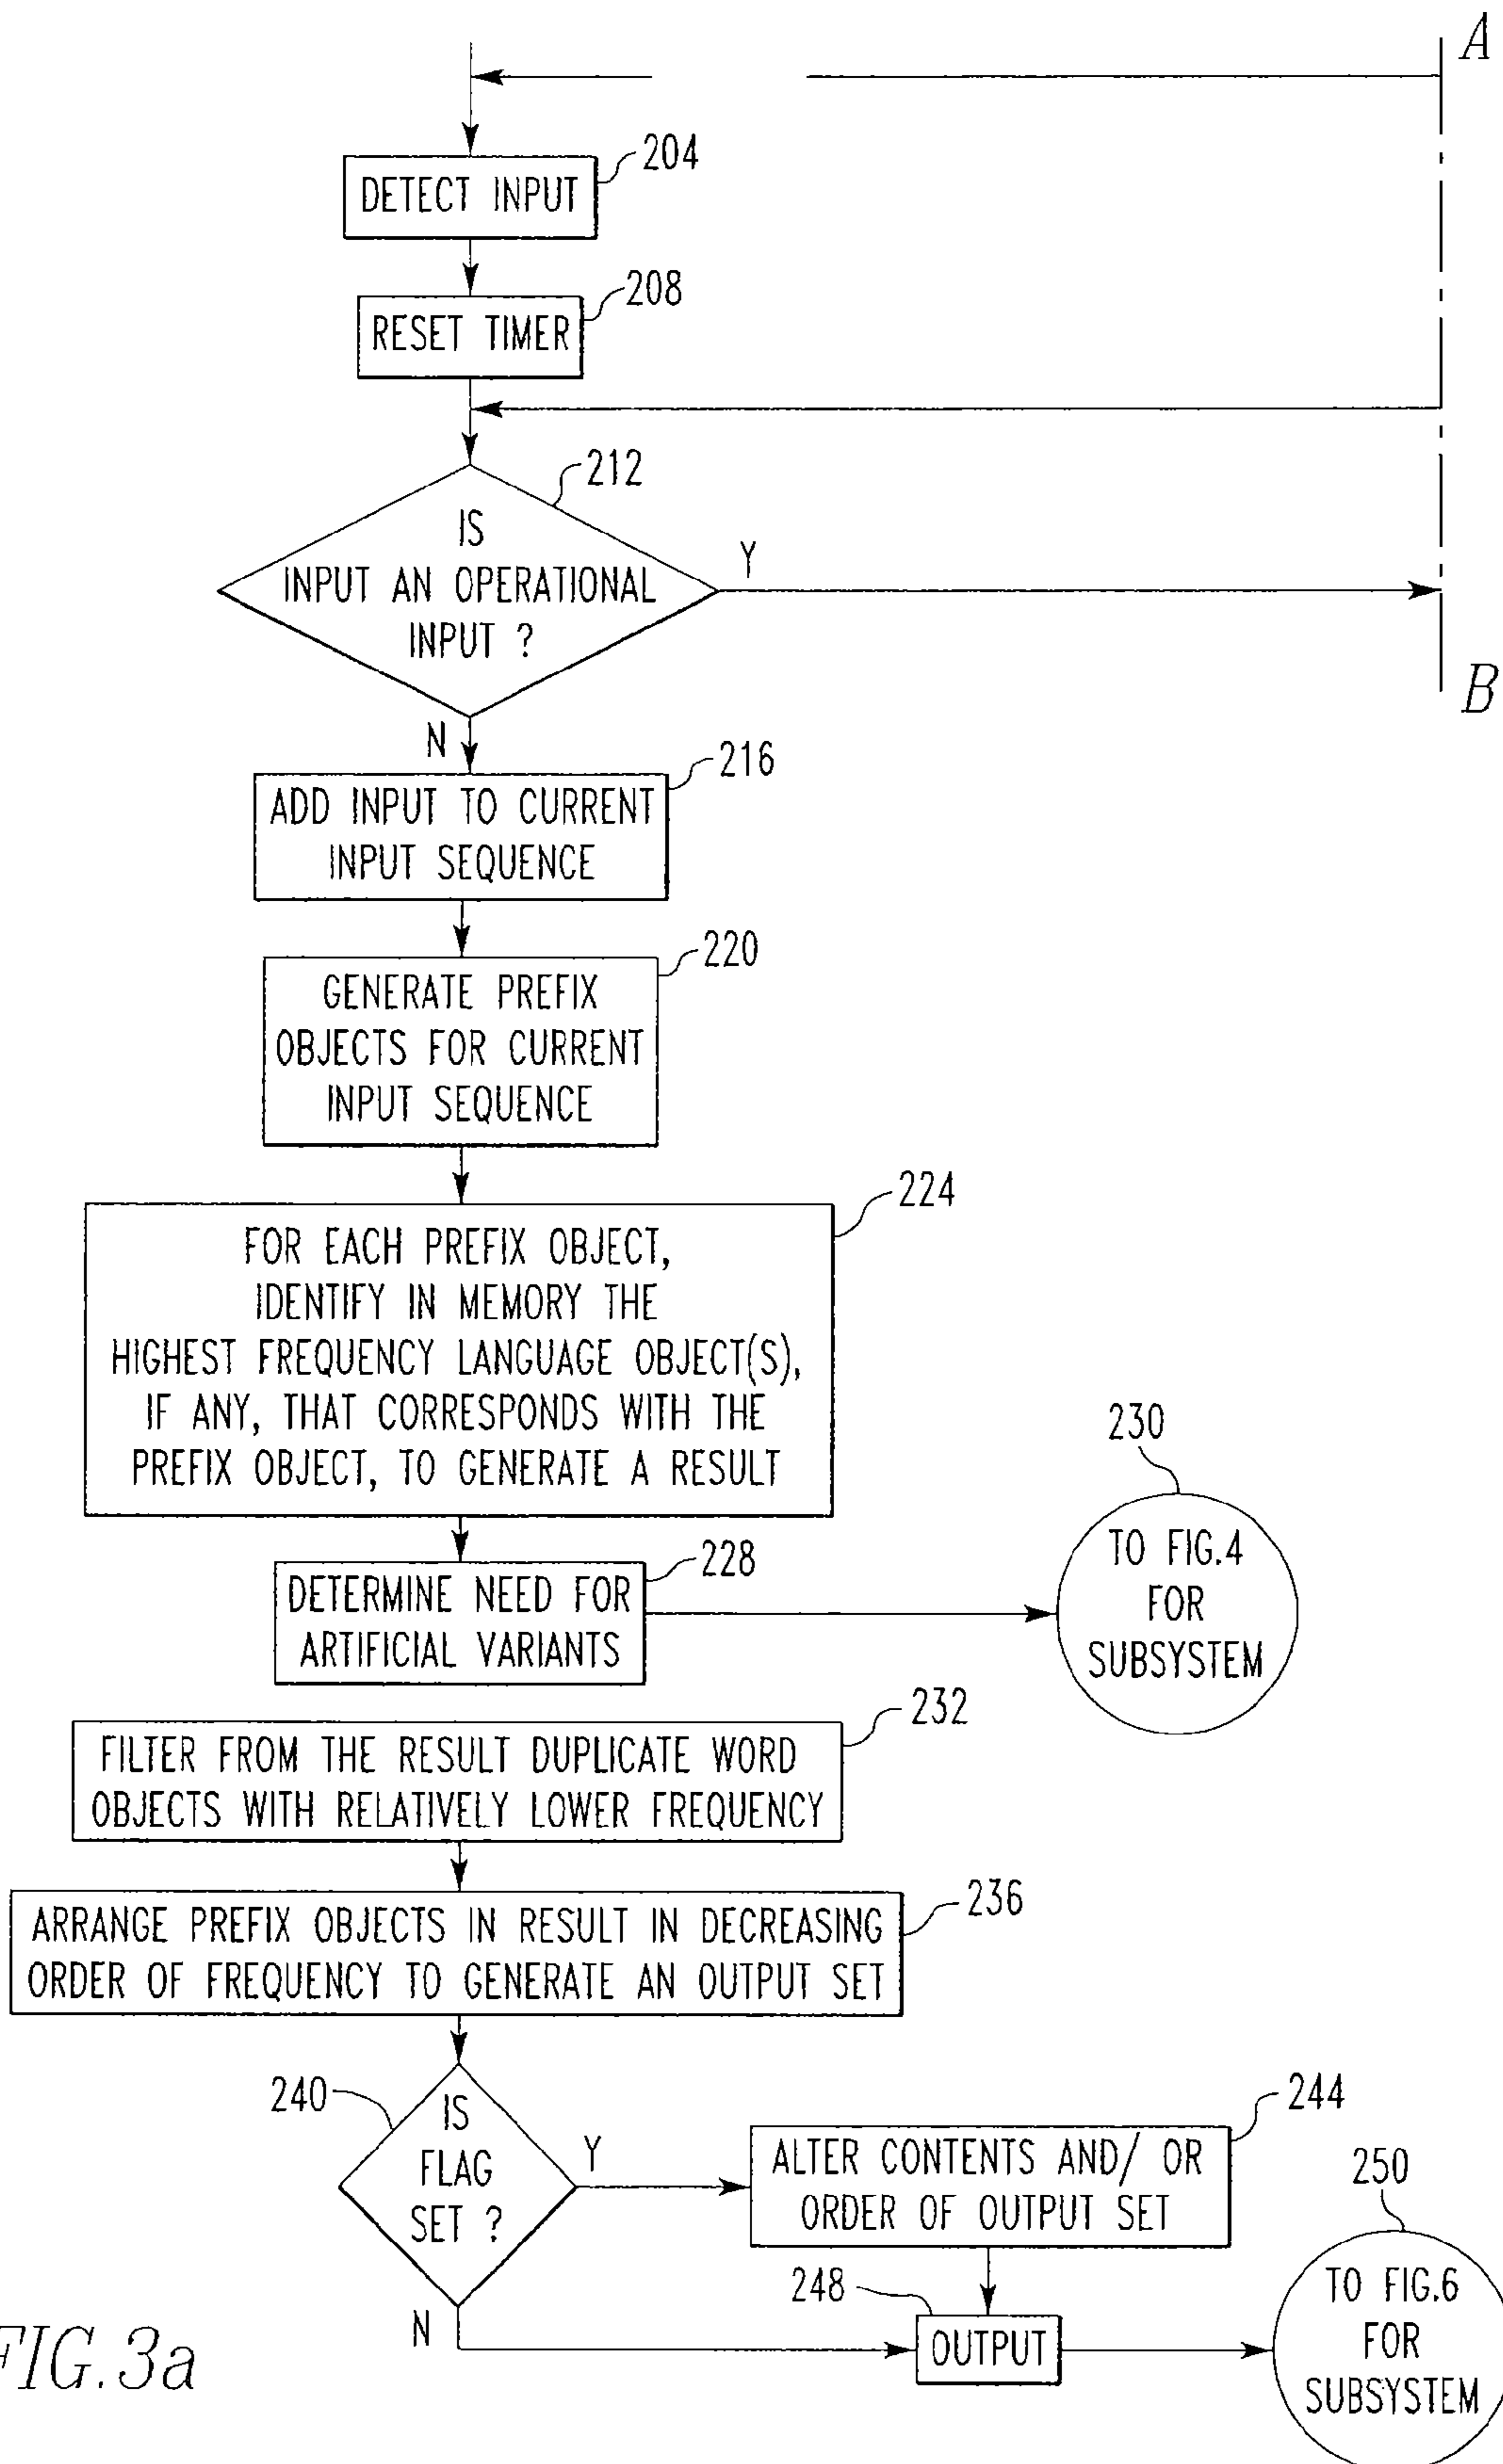 A
204
DETECT INPUT
208
RESET TIMER
212
IS
INPUT AN OPERATIONAL
INPUT ?
Y
B
N
216
ADD INPUT TO CURRENT
INPUT SEQUENCE
220
GENERATE PREFIX
OBJECTS FOR CURRENT
INPUT SEQUENCE
224
FOR EACH PREFIX OBJECT,
IDENTIFY IN MEMORY THE
HIGHEST FREQUENCY LANGUAGE OBJECT(S),
IF ANY, THAT CORRESPONDS WITH THE
PREFIX OBJECT, TO GENERATE A RESULT
230
TO FIG.4
FOR
SUBSYSTEM
228
DETERMINE NEED FOR
ARTIFICIAL VARIANTS
232
FILTER FROM THE RESULT DUPLICATE WORD
OBJECTS WITH RELATIVELY LOWER FREQUENCY
236
ARRANGE PREFIX OBJECTS IN RESULT IN DECREASING
ORDER OF FREQUENCY TO GENERATE AN OUTPUT SET
240
IS
FLAG
SET ?
Y
244
ALTER CONTENTS AND/ OR
ORDER OF OUTPUT SET
N
248
OUTPUT
250
TO FIG.6
FOR
SUBSYSTEM
FIG.3a